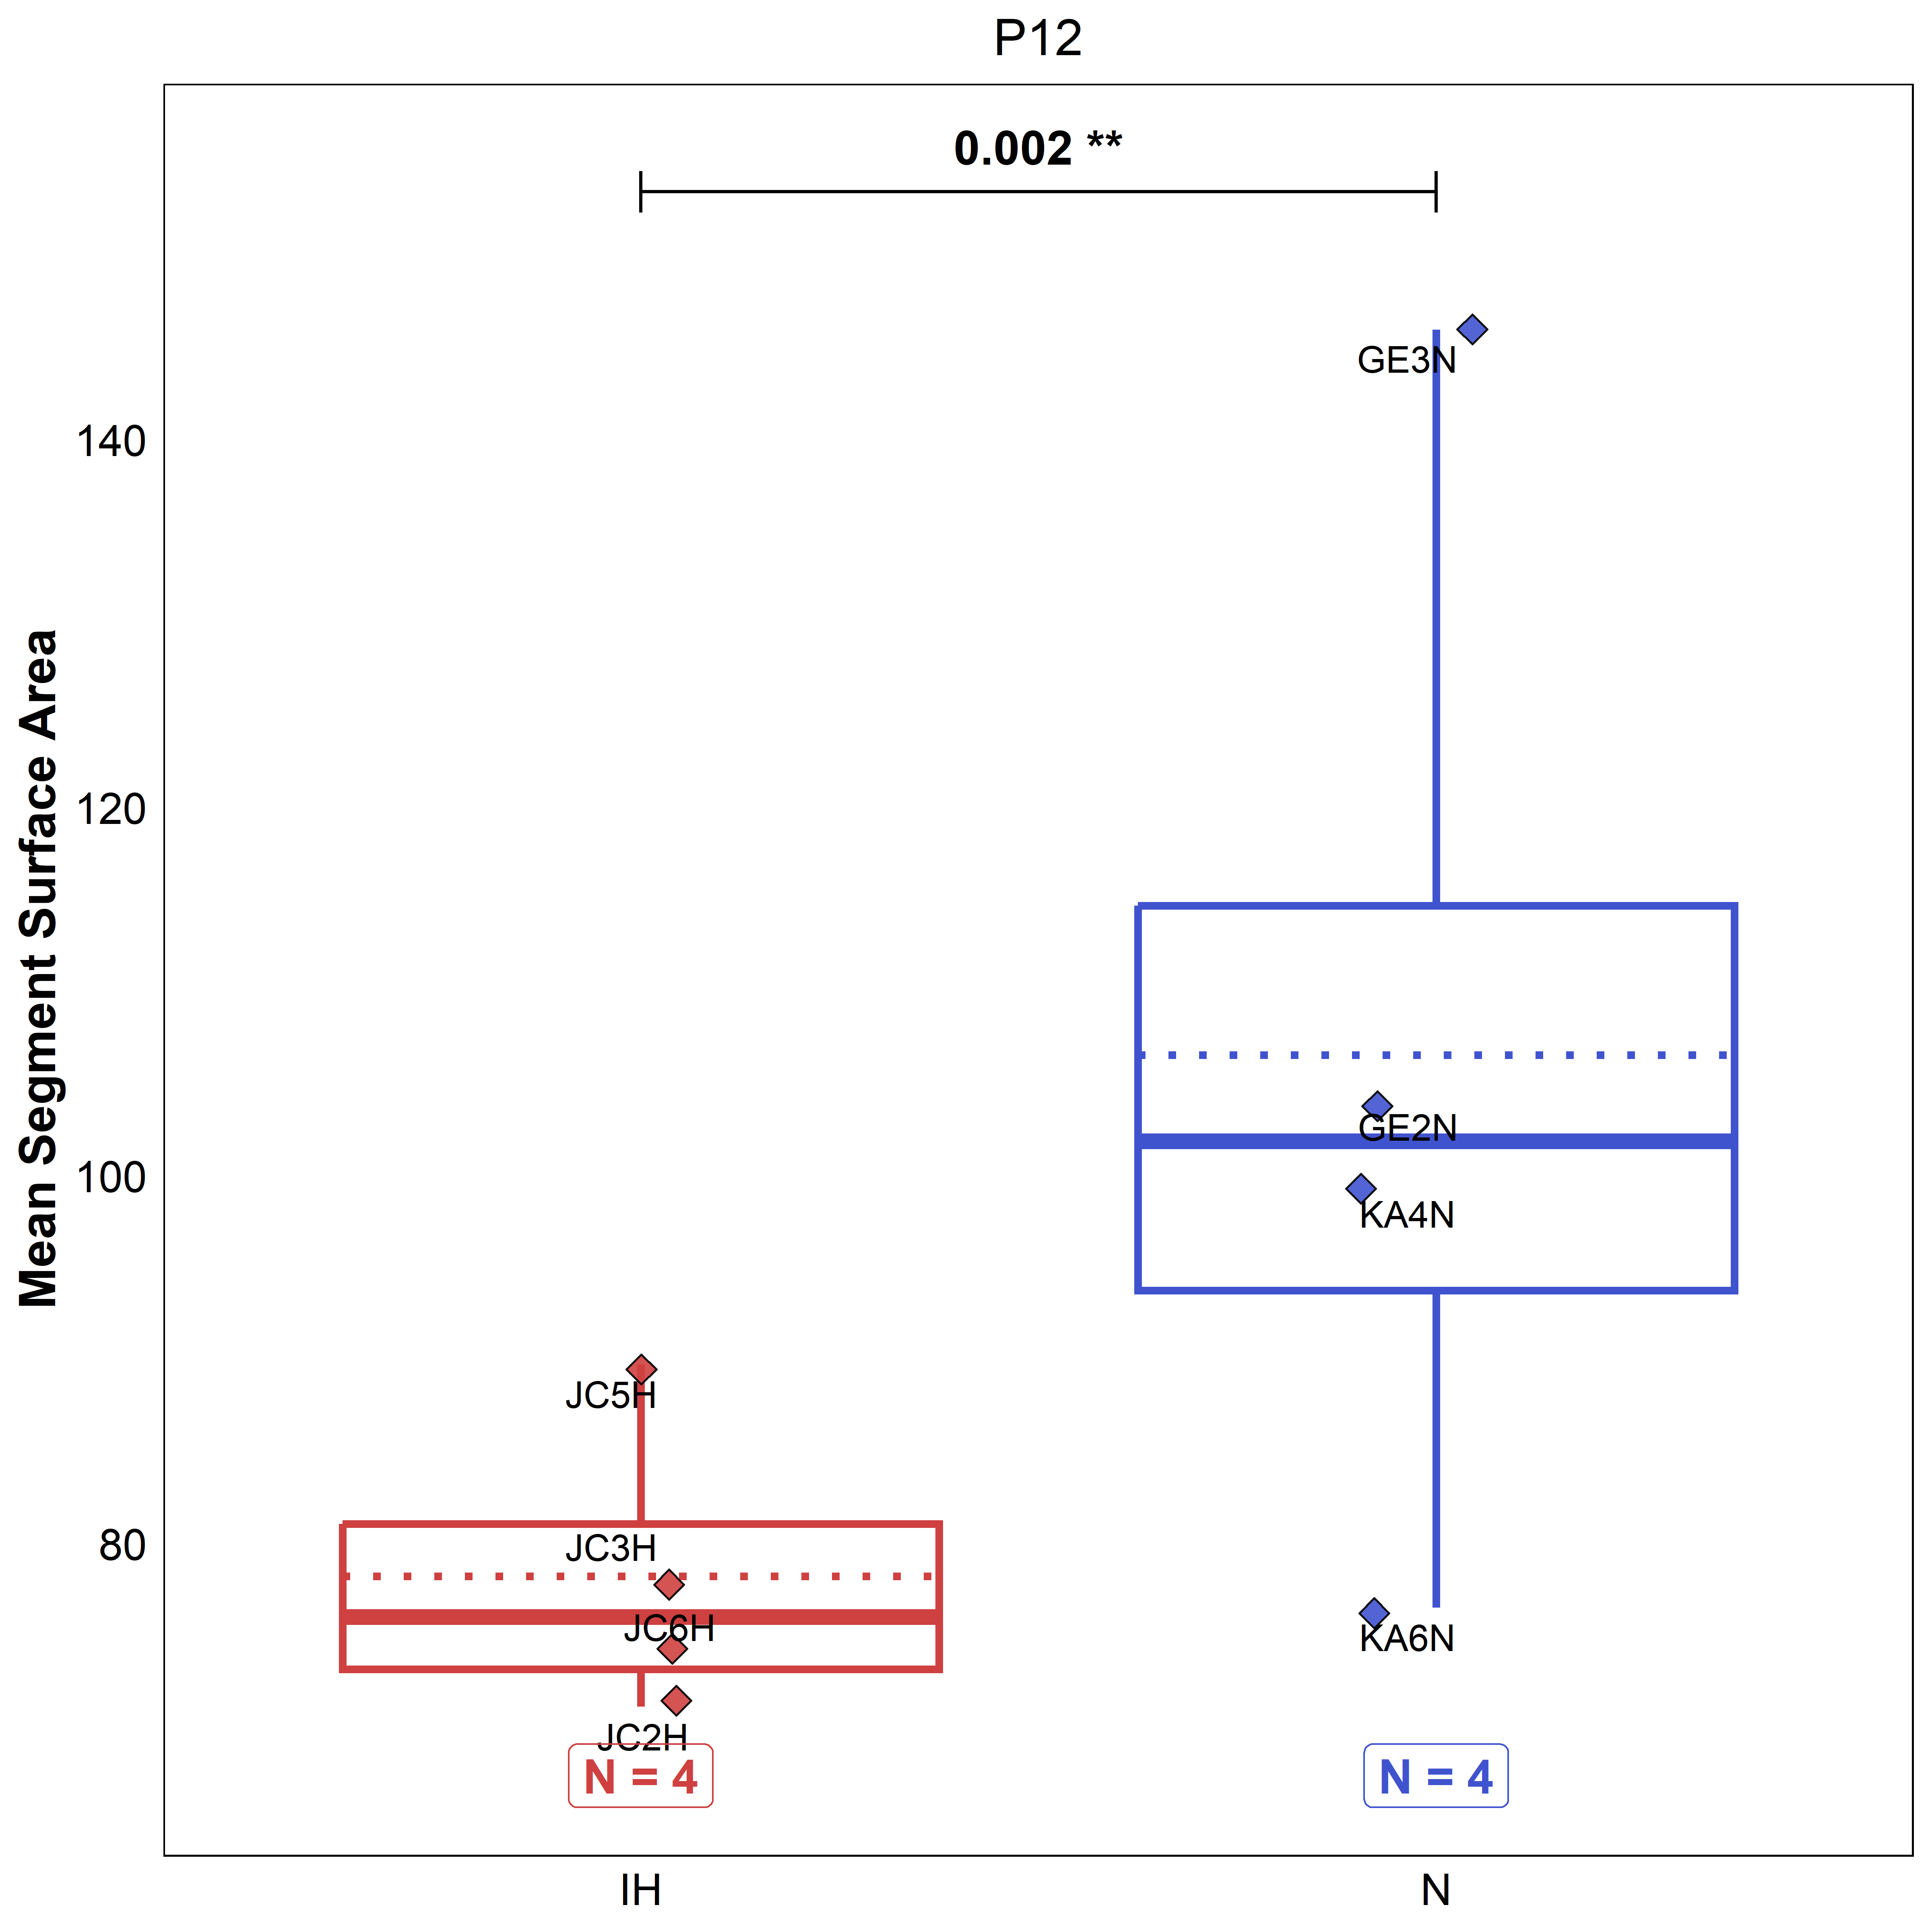 P12
0.002 **
GE3N
140
Mean Segment Surface Area
120
GE2N
100
KA4N
JC5H
80
JC3H
JC6H
KA6N
JC2H
N = 4
N = 4
IH
N